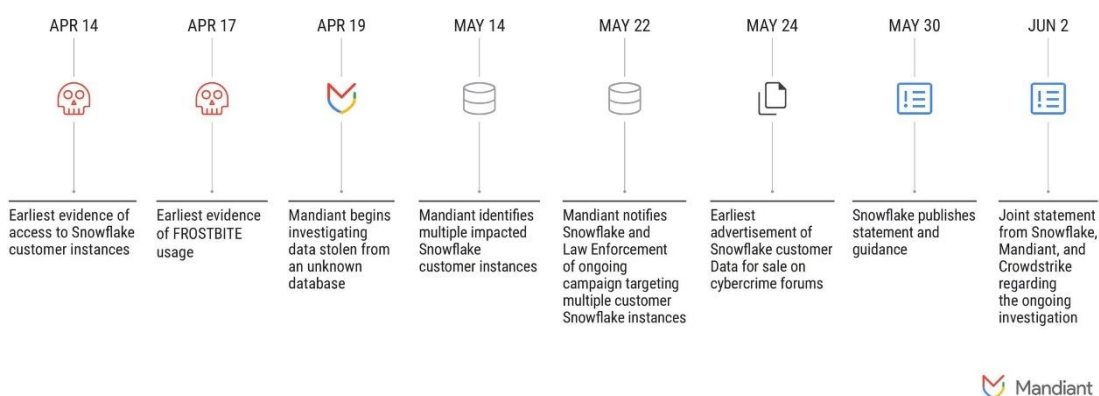 APR 14
APR 17
APR 19
MAY 14
MAY 22
MAY 24
MAY 30
JUN 2
Earliest evidence of
access to Snowflake
customer instances
Earliest evidence
of FROSTBITE
usage
Mandiant begins
investigating
data stolen from
an unknown
database
Mandiant identifies
multiple impacted
Snowflake
customer instances
Mandiant notifies
Snowflake and
Law Enforcement
of ongoing
campaign targeting
multiple customer
Snowflake instances
Earliest
advertisement of
Snowflake customer
Data for sale on
cybercrime forums
Snowflake publishes
statement and
guidance
Joint statement
from Snowflake,
Mandiant, and
Crowdstrike
regarding
the ongoing
investigation
Mandiant